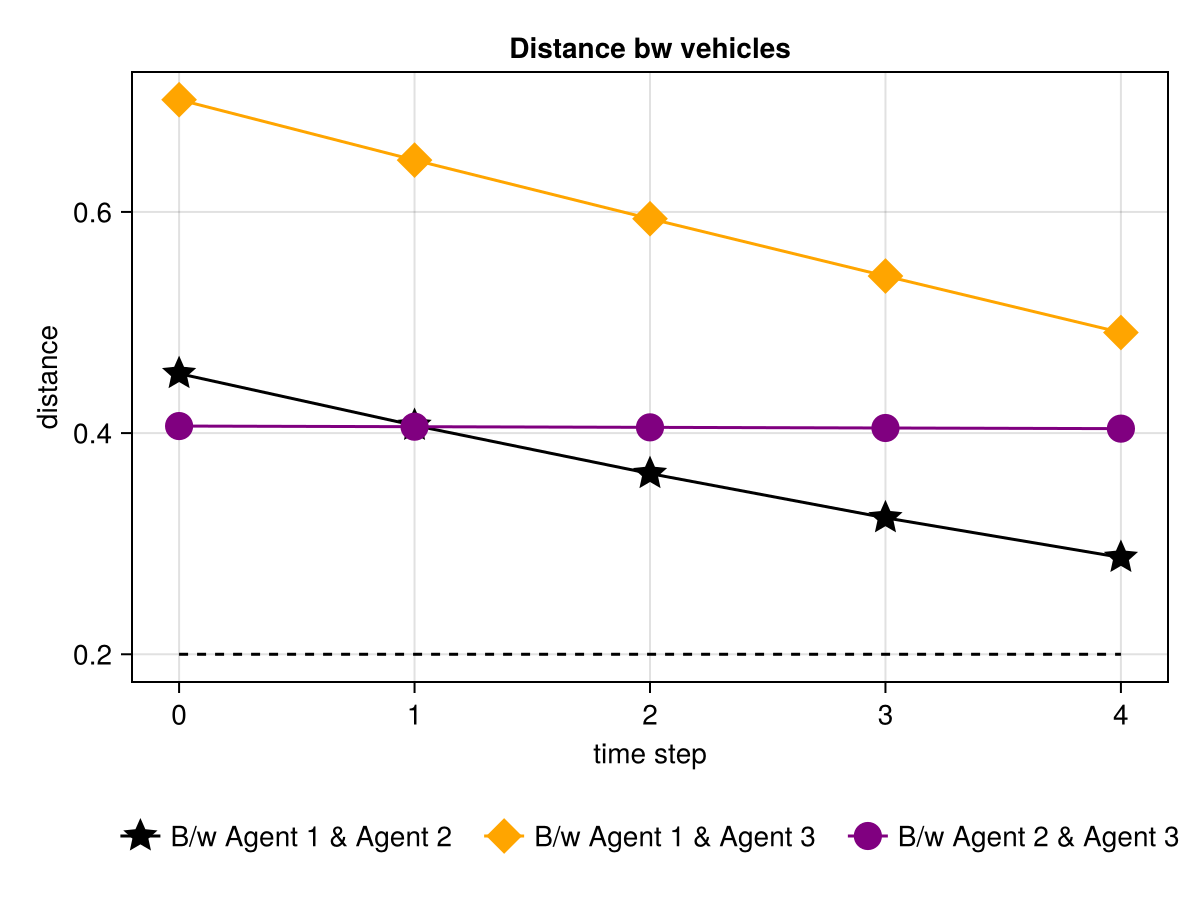 Distance bw vehicles
distance
0.6
0.4
0.2
0 1 2 3 4
time step
B/w Agent 1 & Agent 2 B/w Agent 1 & Agent 3 B/w Agent 2 & Agent 3